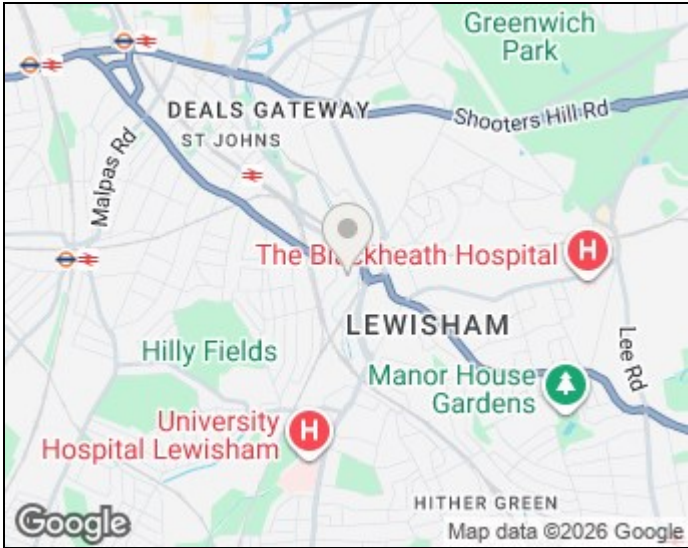 Greenwich
Park
DEALS GATEWAY
Shooters Hill Rd
ST JOHNS
Malpas Rd
The Blackheath Hospital
H
LEWISHAM
Hilly Fields
Lee Rd
Manor House
Gardens
University
Hospital Lewisham
H
HITHER GREEN
Google
Map data ©2026 Google